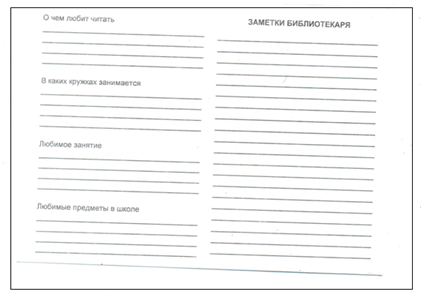 О чем любит читать
В каких кружках занимается
Любимое занятие
Любимые предметы в школе
ЗАМЕТКИ БИБЛИОТЕКАРЯ